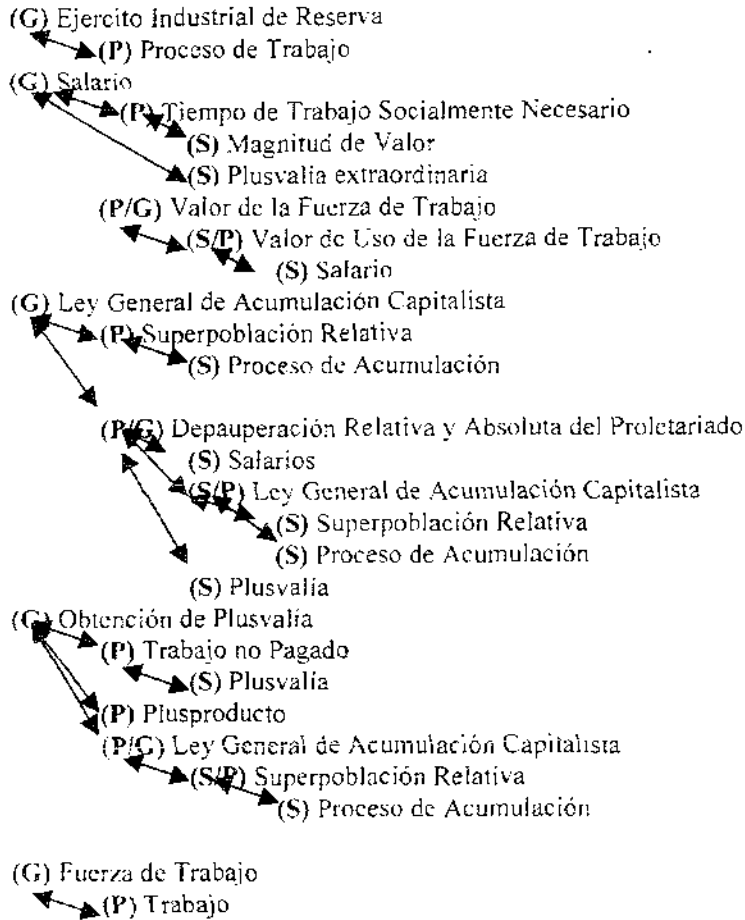 (G) Ejercito Industrial de Reserva
(P) Proceso de Trabajo
(G) Salario
(P) Tiempo de Trabajo Socialmente Necesario
(S) Magnitud de Valor
(S) Plusvalía extraordinaria
(P/G) Valor de la Fuerza de Trabajo
(S/P) Valor de Uso de la Fuerza de Trabajo
(S) Salario
(G) Ley General de Acumulación Capitalista
(P) Superpoblación Relativa
(S) Proceso de Acumulación
(P/G) Depauperación Relativa y Absoluta del Proletariado
(S) Salarios
(S/P) Ley General de Acumulación Capitalista
(S) Superpoblación Relativa
(S) Proceso de Acumulación
(S) Plusvalía
(G) Obtención de Plusvalía
(P) Trabajo no Pagado
(S) Plusvalía
(P) Plusproducto
(P/G) Ley General de Acumulación Capitalista
(S/P) Superpoblación Relativa
(S) Proceso de Acumulación
(G) Fuerza de Trabajo
(P) Trabajo